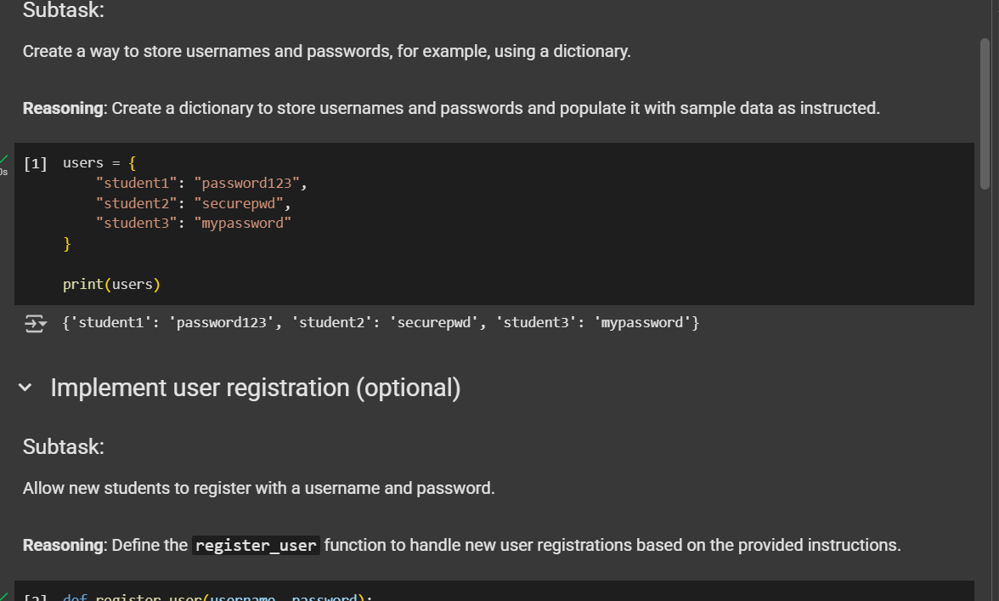 Subtask:
Create a way to store usernames and passwords, for example, using a dictionary.
Reasoning: Create a dictionary to store usernames and passwords and populate it with sample data as instructed.
[1] users = {
"student1": "password123",
"student2": "securepwd",
"student3": "mypassword"
}
0s
print(users)
{'student1': 'password123', 'student2': 'securepwd', 'student3': 'mypassword'}
Implement user registration (optional)
Subtask:
Allow new students to register with a username and password.
Reasoning: Define the register_user function to handle new user registrations based on the provided instructions.
[2] def register_user(username, password):